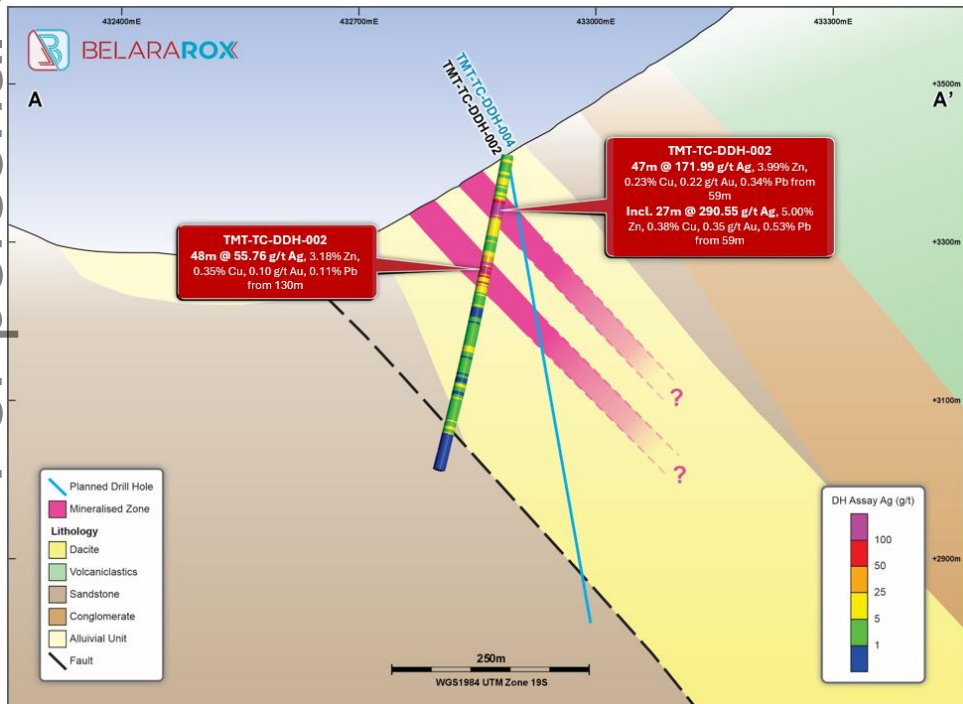 432400mE
432700mE
433000mE
433300mE
BELARAROX
A
A'
TMT-TC-DDH-004
TMT-TC-DDH-002
+3500m
+3300m
+3100m
+2900m
TMT-TC-DDH-002
47m @ 171.99 g/t Ag, 3.99% Zn,
0.23% Cu, 0.22 g/t Au, 0.34% Pb from
59m
Incl. 27m @ 290.55 g/t Ag, 5.00%
Zn, 0.38% Cu, 0.35 g/t Au, 0.53% Pb
from 59m
TMT-TC-DDH-002
48m @ 55.76 g/t Ag, 3.18% Zn,
0.35% Cu, 0.10 g/t Au, 0.11% Pb
from 130m
?
?
Planned Drill Hole
Mineralised Zone
Lithology
Dacite
Volcaniclastics
Sandstone
Conglomerate
Alluivial Unit
Fault
250m
WGS1984 UTM Zone 19S
DH Assay Ag (g/t)
100
50
25
5
1